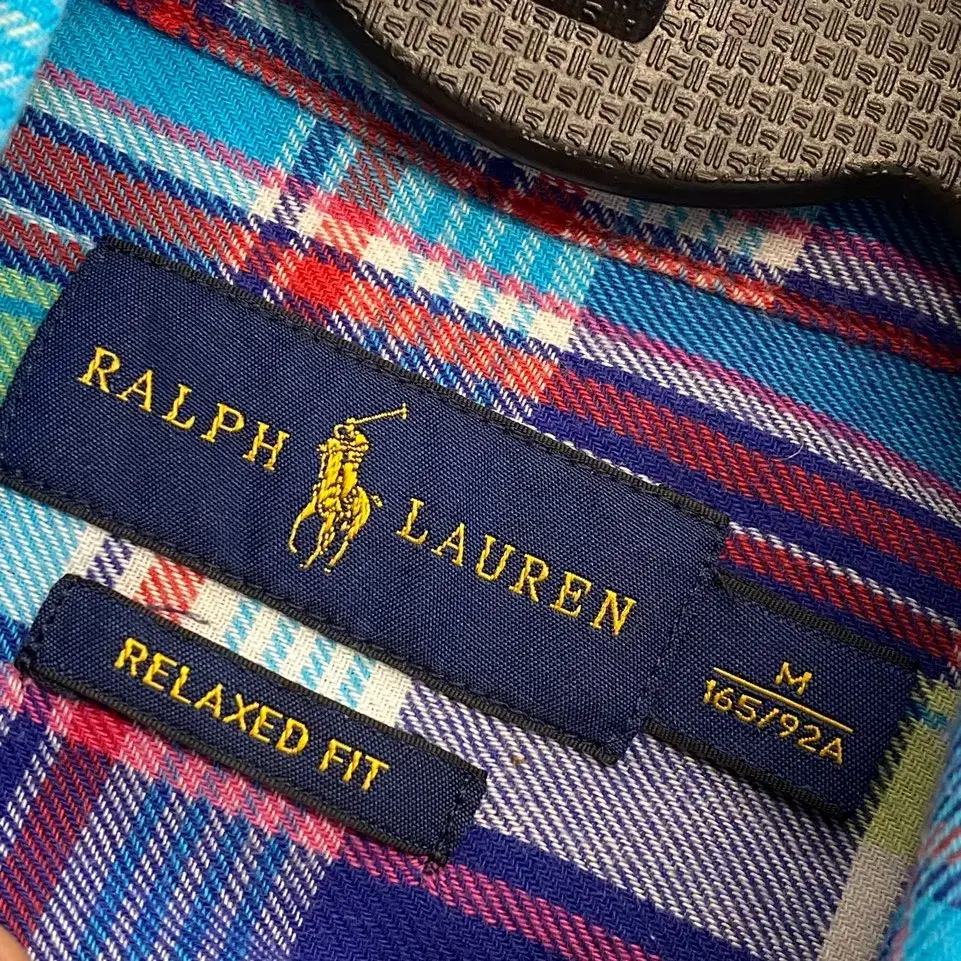 RALPH LAUREN
M
165/92A
RELAXED FIT